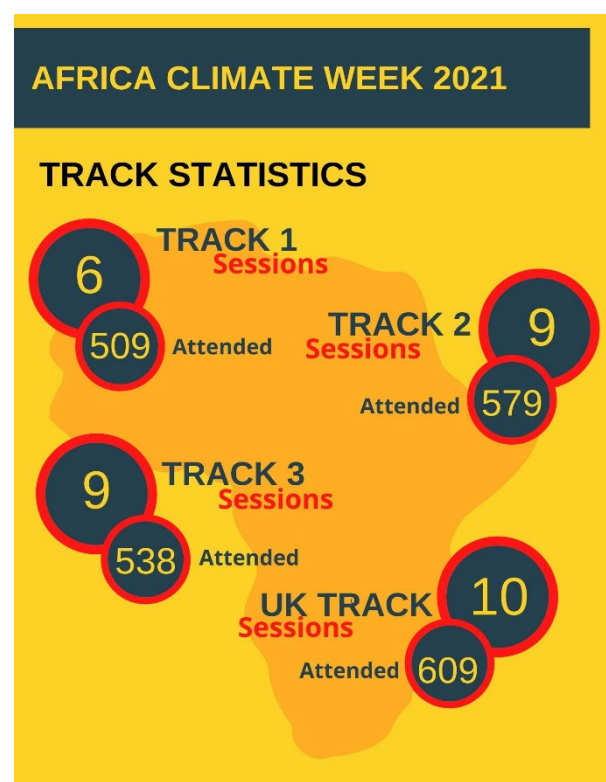 AFRICA CLIMATE WEEK 2021
TRACK STATISTICS
6
TRACK 1
Sessions
509
Attended
TRACK 2
Sessions
9
Attended
579
9
TRACK 3
Sessions
538
Attended
UK TRACK
Sessions
10
Attended
609